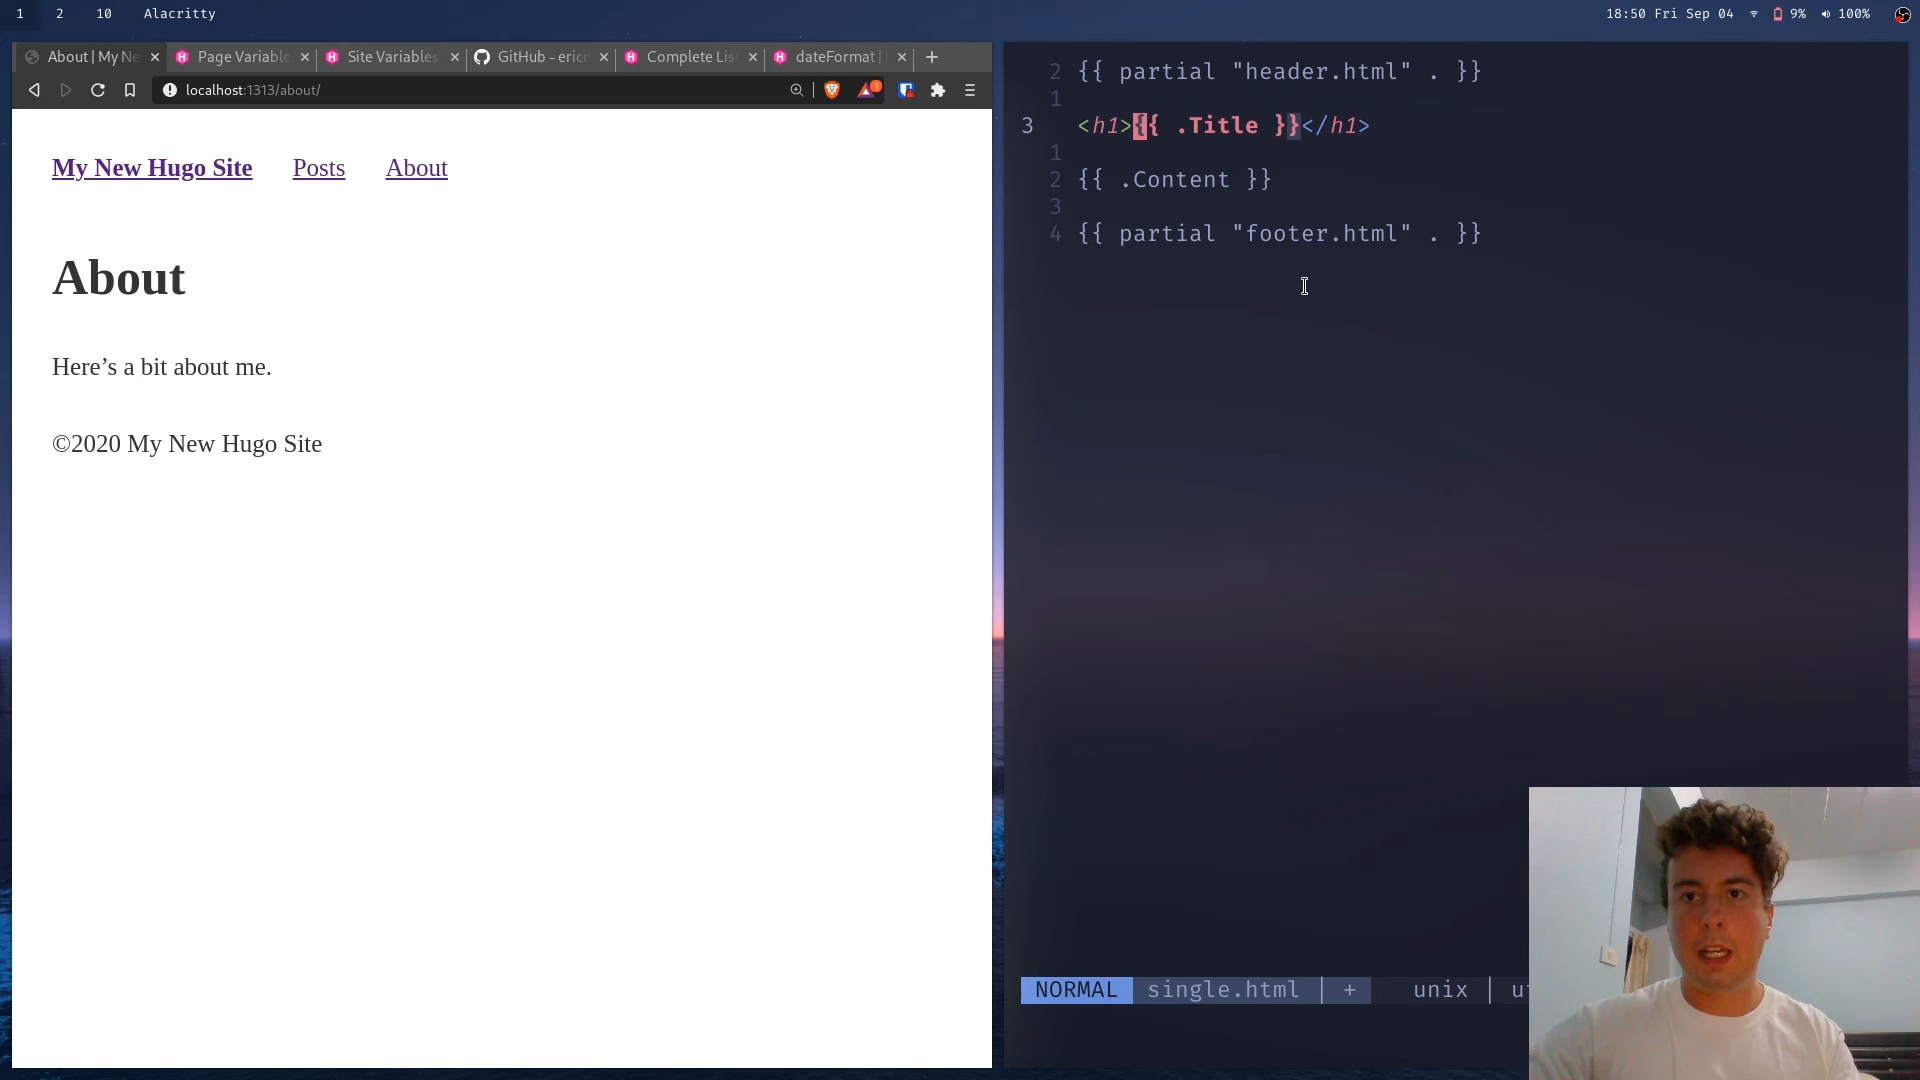 1 2 10 Alacritty
18:50 Fri Sep 04 9% 100%
About | My Ne
Page Variable
Site Variables
GitHub - ericm
Complete Lis
dateFormat |
localhost:1313/about/
My New Hugo Site Posts About
About
Here’s a bit about me.
©2020 My New Hugo Site
2 {{ partial "header.html" . }}
1
3 <h1>{{ .Title }}</h1>
1
2 {{ .Content }}
3
4 {{ partial "footer.html" . }}
NORMAL single.html | + unix | u